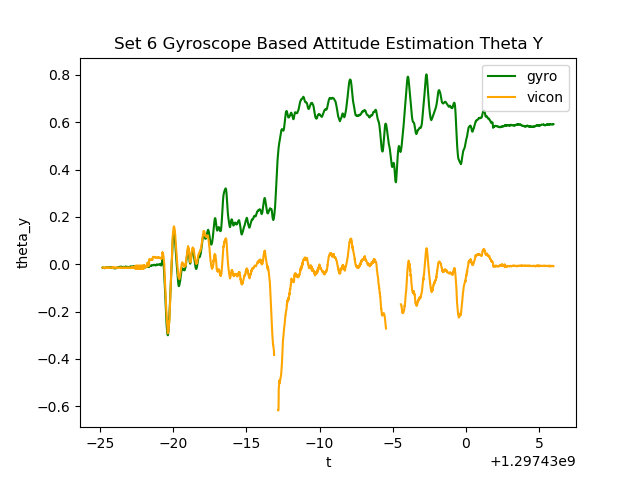 Set 6 Gyroscope Based Attitude Estimation Theta Y
gyro
vicon
theta_y
0.8
0.6
0.4
0.2
0.0
−0.2
−0.4
−0.6
−25
−20
−15
−10
−5
0
5
t
+1.29743e9